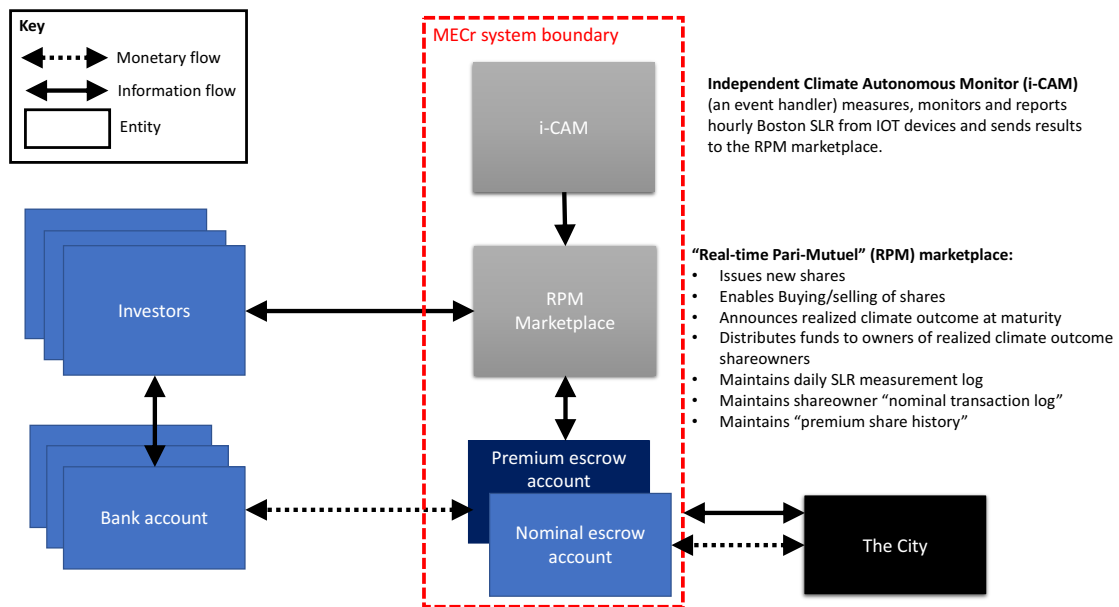 Key
Monetary flow
Information flow
Entity
MECr system boundary
i-CAM
Independent Climate Autonomous Monitor (i-CAM)
(an event handler) measures, monitors and reports
hourly Boston SLR from IOT devices and sends results
to the RPM marketplace.
Investors
RPM
Marketplace
“Real-time Pari-Mutuel” (RPM) marketplace:
• Issues new shares
• Enables Buying/selling of shares
• Announces realized climate outcome at maturity
• Distributes funds to owners of realized climate outcome
shareowners
• Maintains daily SLR measurement log
• Maintains shareowner “nominal transaction log”
• Maintains “premium share history”
Bank account
Premium escrow
account
Nominal escrow
account
The City